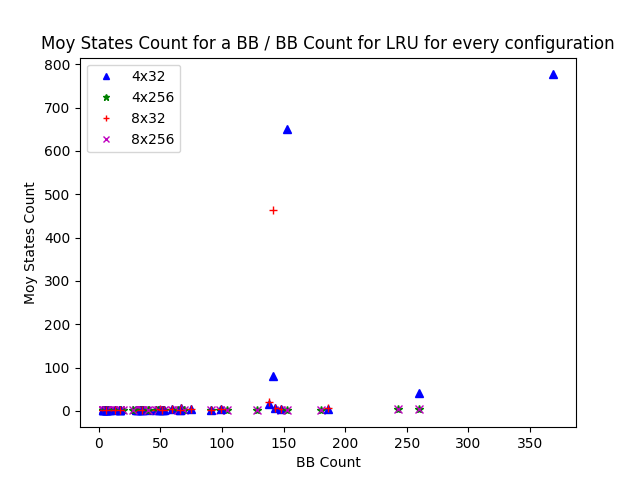 Moy States Count for a BB / BB Count for LRU for every configuration
4x32
4x256
8x32
8x256
800
700
600
500
400
300
200
100
0
Moy States Count
0 50 100 150 200 250 300 350
BB Count